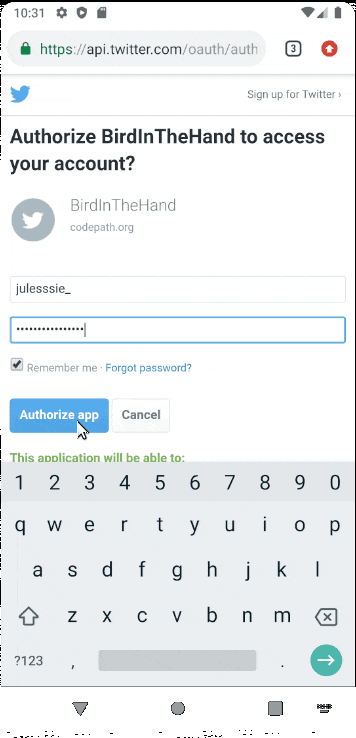 10:31
https://api.twitter.com/oauth/auth
3
Sign up for Twitter ›
Authorize BirdInTheHand to access
your account?
BirdInTheHand
codepath.org
julesssie_
••••••••••••••••
Remember me · Forgot password?
Authorize app
Cancel
This application will be able to:
1 2 3 4 5 6 7 8 9 0
q w e r t y u i o p
a s d f g h j k l
z x c v b n m
?123 , .